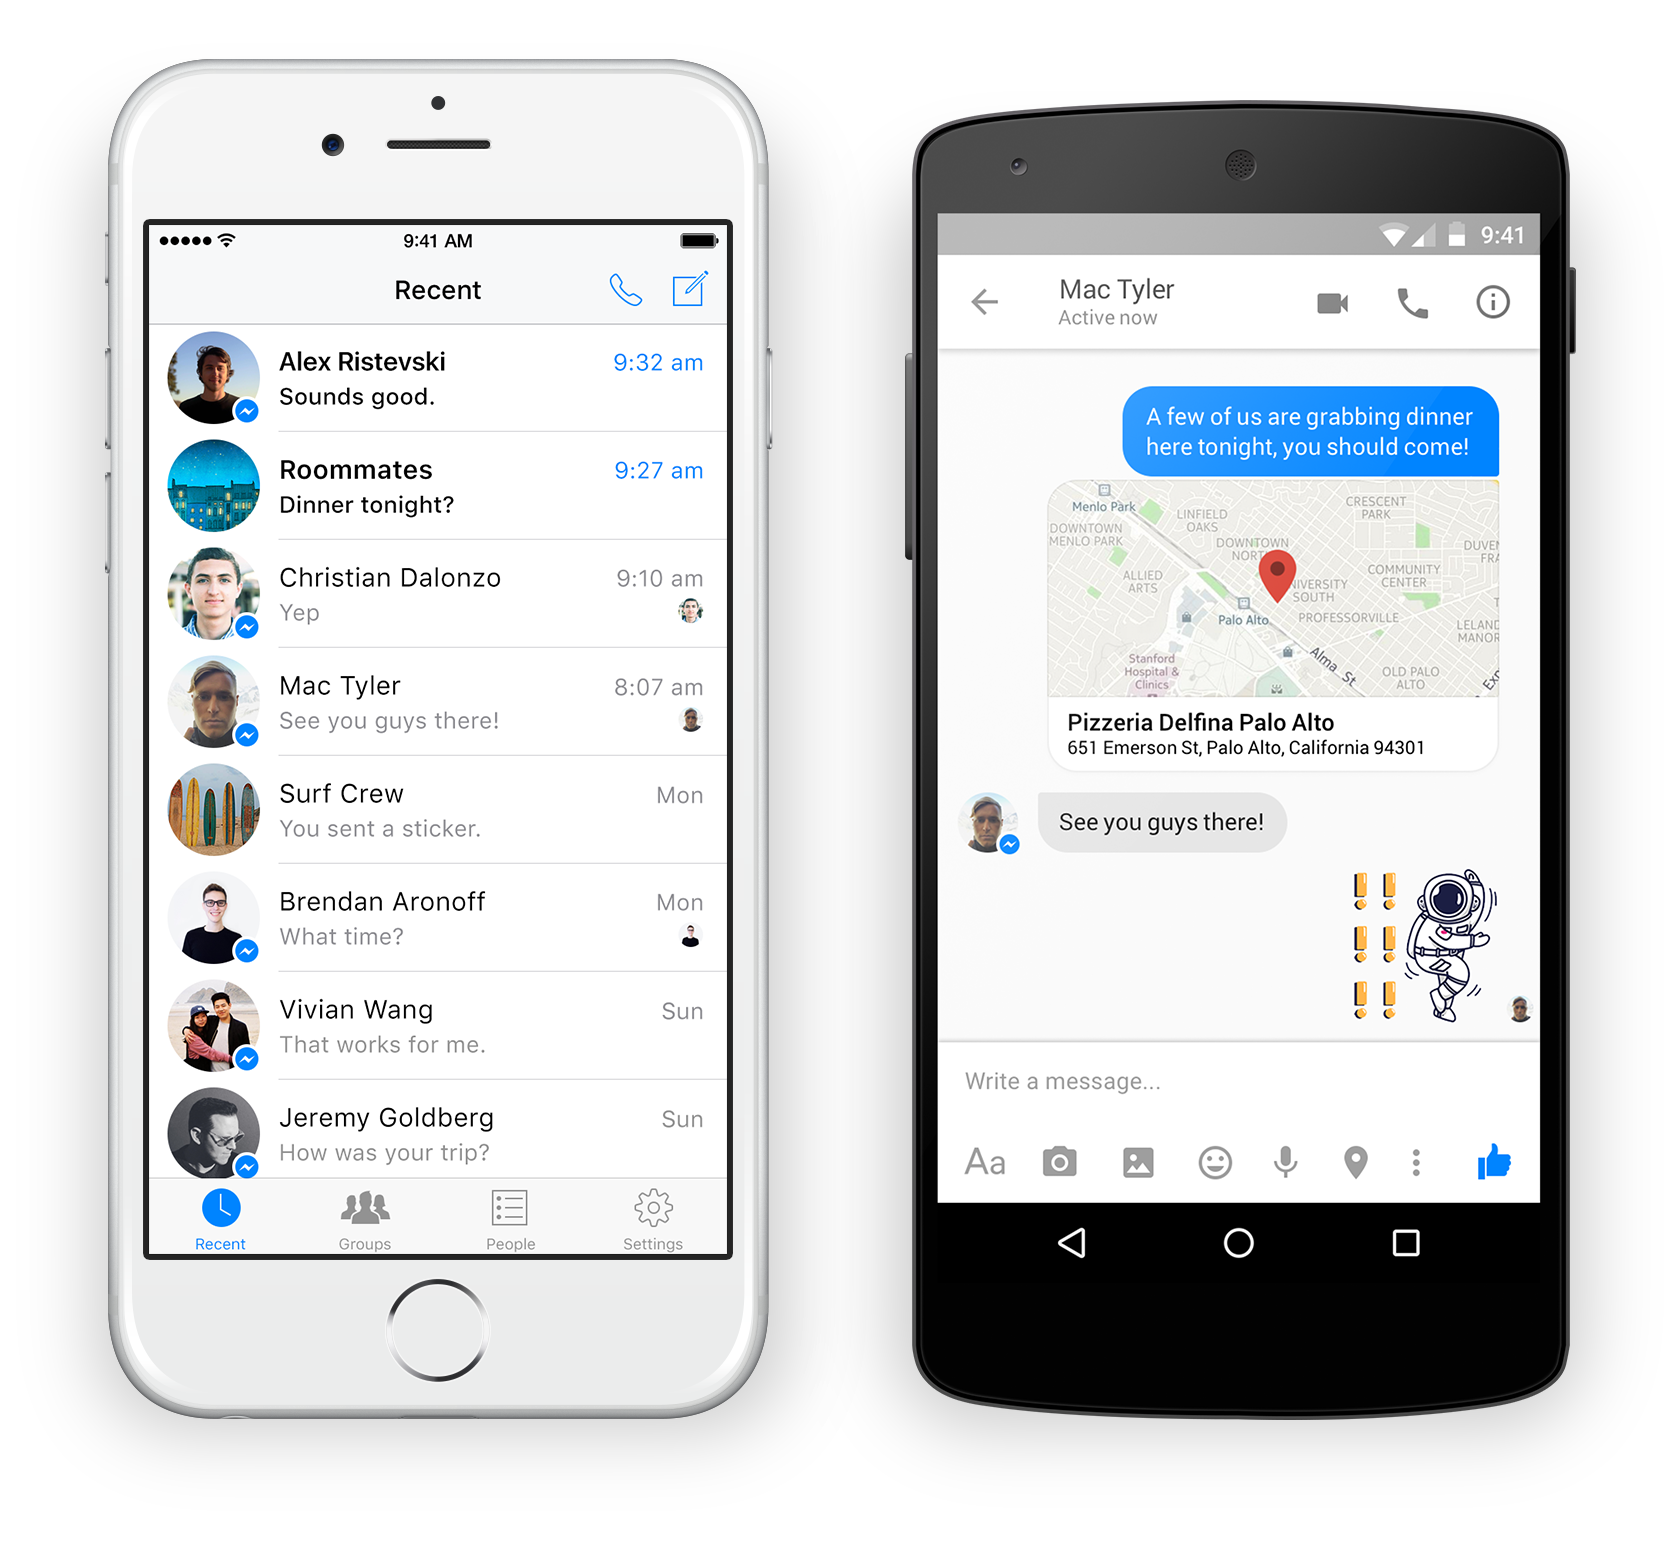 9:41 AM
Recent
Alex Ristevski
9:32 am
Sounds good.
Roommates
9:27 am
Dinner tonight?
Christian Dalonzo
9:10 am
Yep
Mac Tyler
8:07 am
See you guys there!
Surf Crew
Mon
You sent a sticker.
Brendan Aronoff
Mon
What time?
Vivian Wang
Sun
That works for me.
Jeremy Goldberg
Sun
How was your trip?
Recent
Groups
People
Settings
9:41
Mac Tyler
Active now
A few of us are grabbing dinner
here tonight, you should come!
Menlo Park
CRESCENT
PARK
LINFIELD
OAKS
DOWNTOWN
MENLO PARK
DOWNTOWN
NORT
DUVEN
FRA
ALLIED
ARTS
COMMUNITY
CENTER
NIVERSITY
SOUTH
PROFESSORVILLE
Palo Alto
LELAND
MANOR
Alma St
Stanford
Hospital &
Clinics
OLD PALO
ALTO
Pizzeria Delfina Palo Alto
651 Emerson St, Palo Alto, California 94301
See you guys there!
Write a message...
Aa